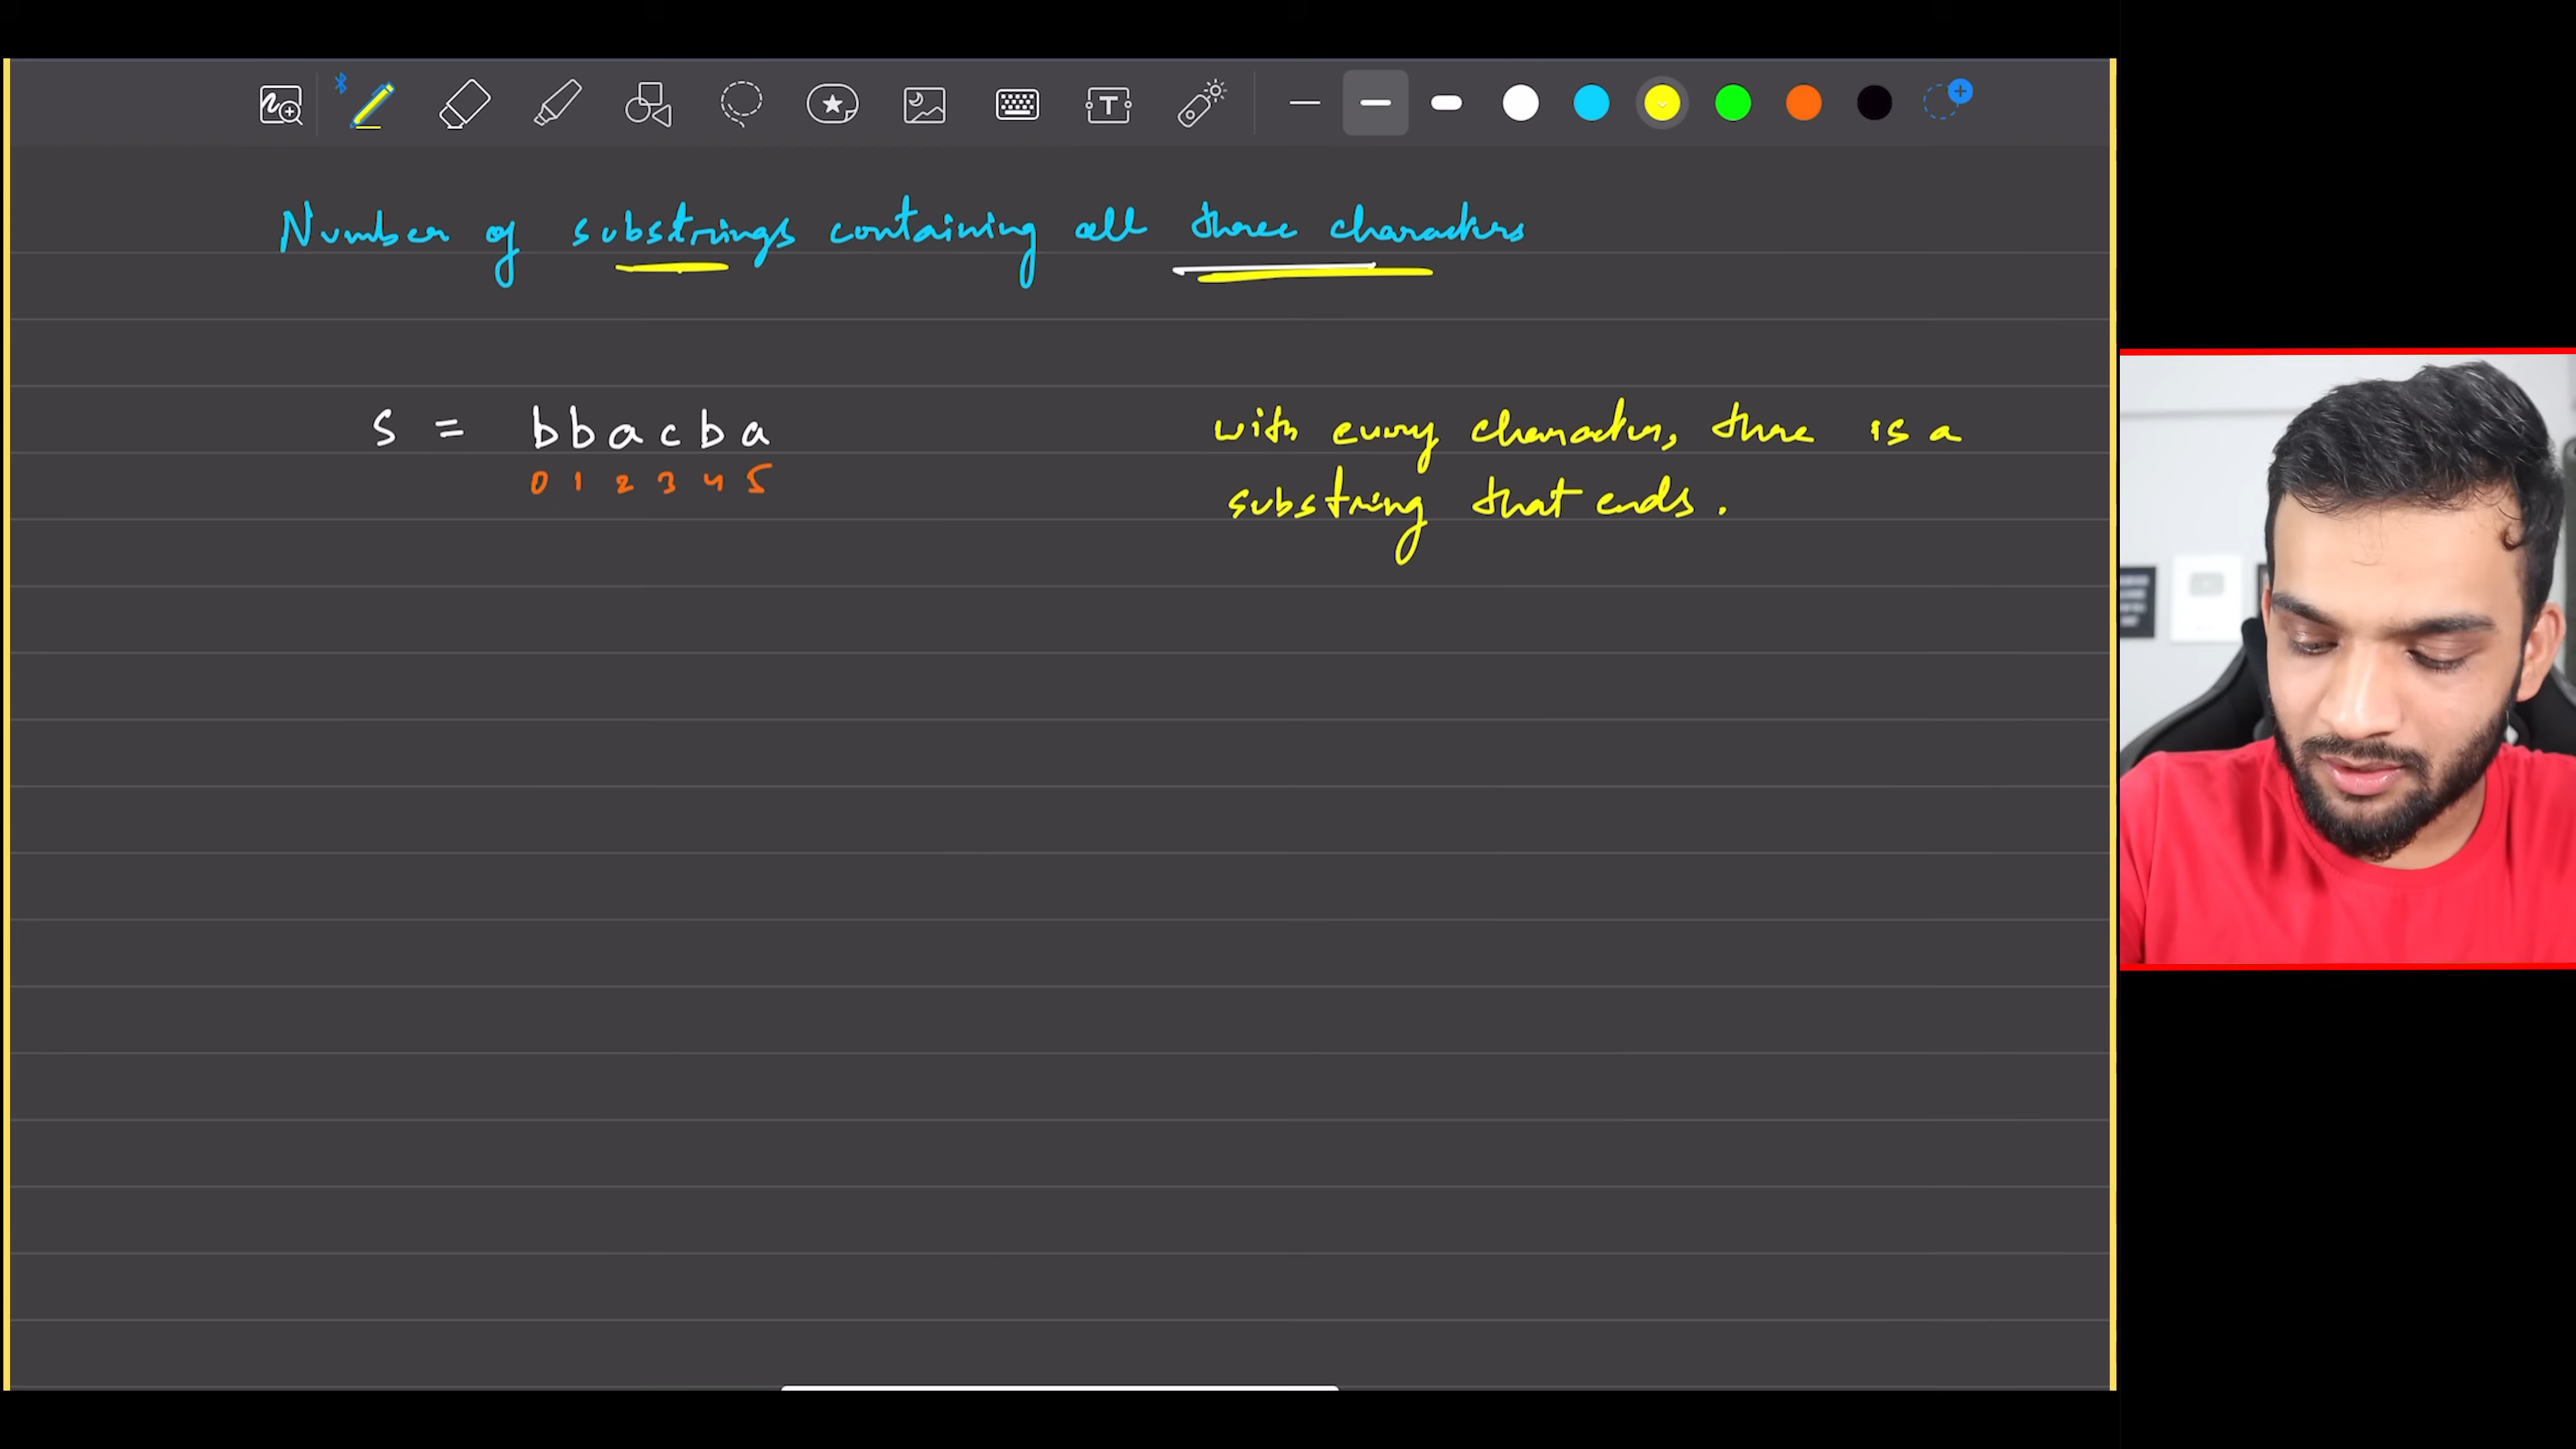 Number of substrings containing all three characters
S = bbacba
0 1 2 3 4 5
with every character, there is a
substring that ends.